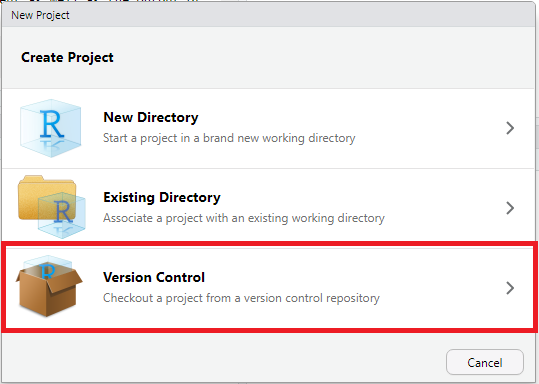 New Project
Create Project
R
New Directory
Start a project in a brand new working directory
R
Existing Directory
Associate a project with an existing working directory
R
Version Control
Checkout a project from a version control repository
Cancel